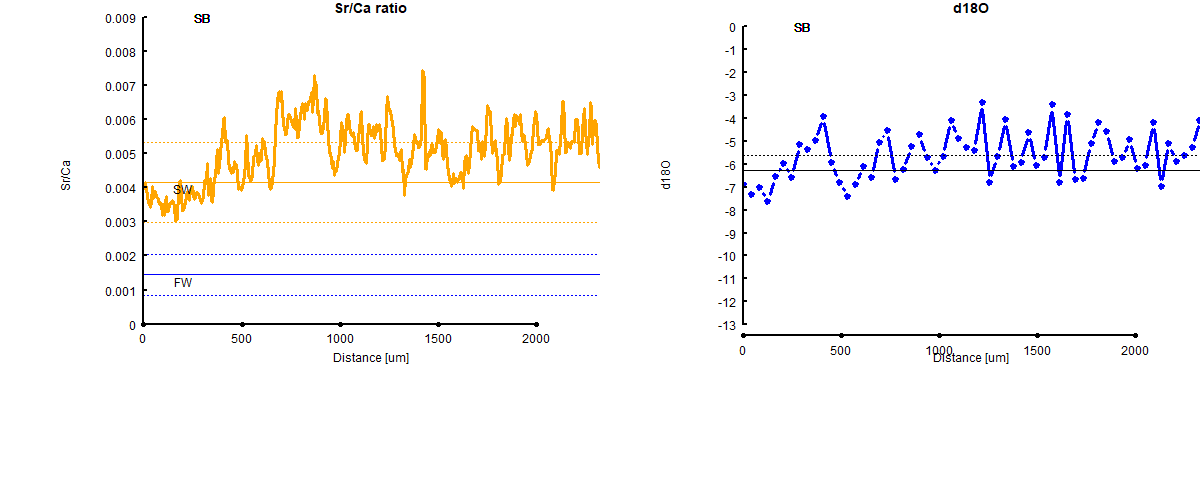 Sr/Ca ratio
SB
0.009
0.008
0.007
0.006
0.005
0.004
0.003
0.002
0.001
0
Sr/Ca
SW
FW
0 500 1000 1500 2000
Distance [um]
d18O
SB
0
-1
-2
-3
-4
-5
-6
-7
-8
-9
-10
-11
-12
-13
d18O
0 500 1000 1500 2000
Distance [um]